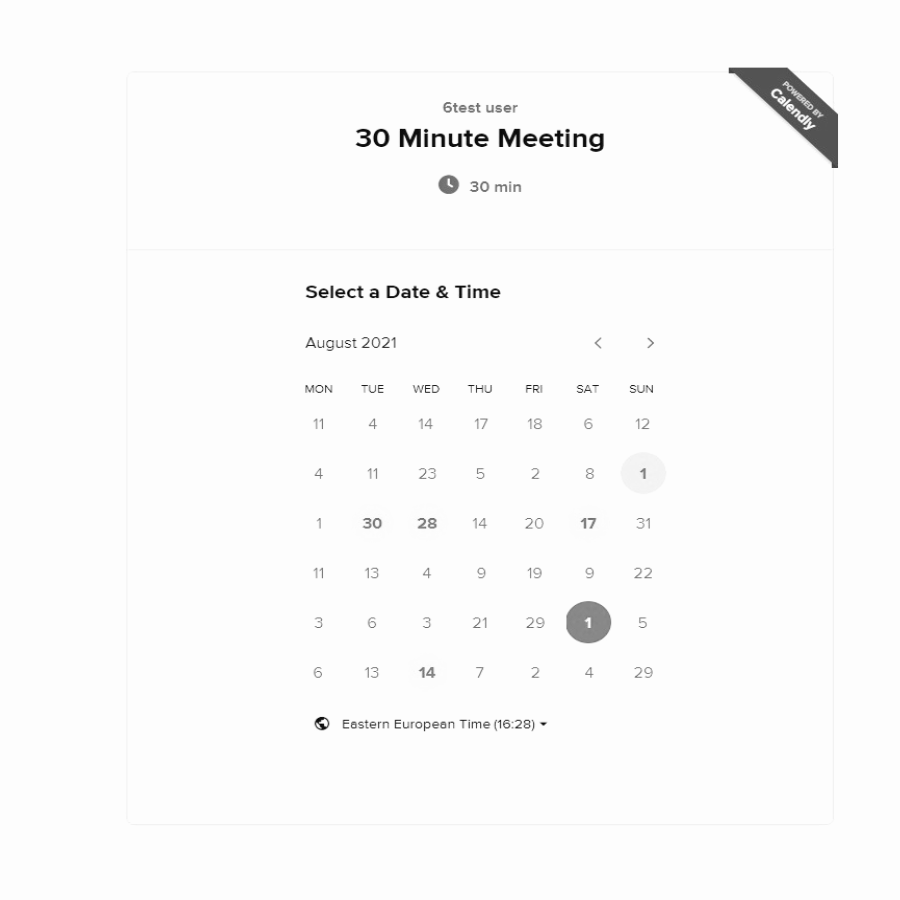 POWERED BY
Calendly
6test user
30 Minute Meeting
30 min
Select a Date & Time
August 2021
MON TUE WED THU FRI SAT SUN
11 4 14 17 18 6 12
4 11 23 5 2 8 1
1 30 28 14 20 17 31
11 13 4 9 19 9 22
3 6 3 21 29 1 5
6 13 14 7 2 4 29
Eastern European Time (16:28)